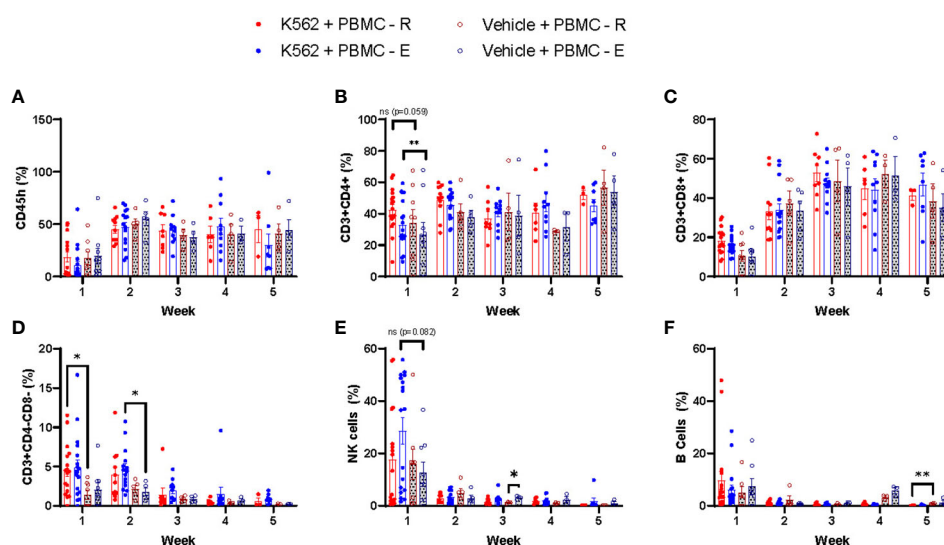 K562 + PBMC - R
Vehicle + PBMC - R
K562 + PBMC - E
Vehicle + PBMC - E
A
B
C
CD45h (%)
150
100
50
0
1 2 3 4 5
Week
ns (p=0.059)
**
CD3+CD4+ (%)
100
80
60
40
20
0
1 2 3 4 5
Week
CD3+CD8+ (%)
100
80
60
40
20
0
1 2 3 4 5
Week
D
E
F
CD3+CD4-CD8- (%)
20
15
10
5
0
*
*
1 2 3 4 5
Week
ns (p=0.082)
NK cells (%)
60
40
20
0
*
1 2 3 4 5
Week
B Cells (%)
60
40
20
0
**
1 2 3 4 5
Week